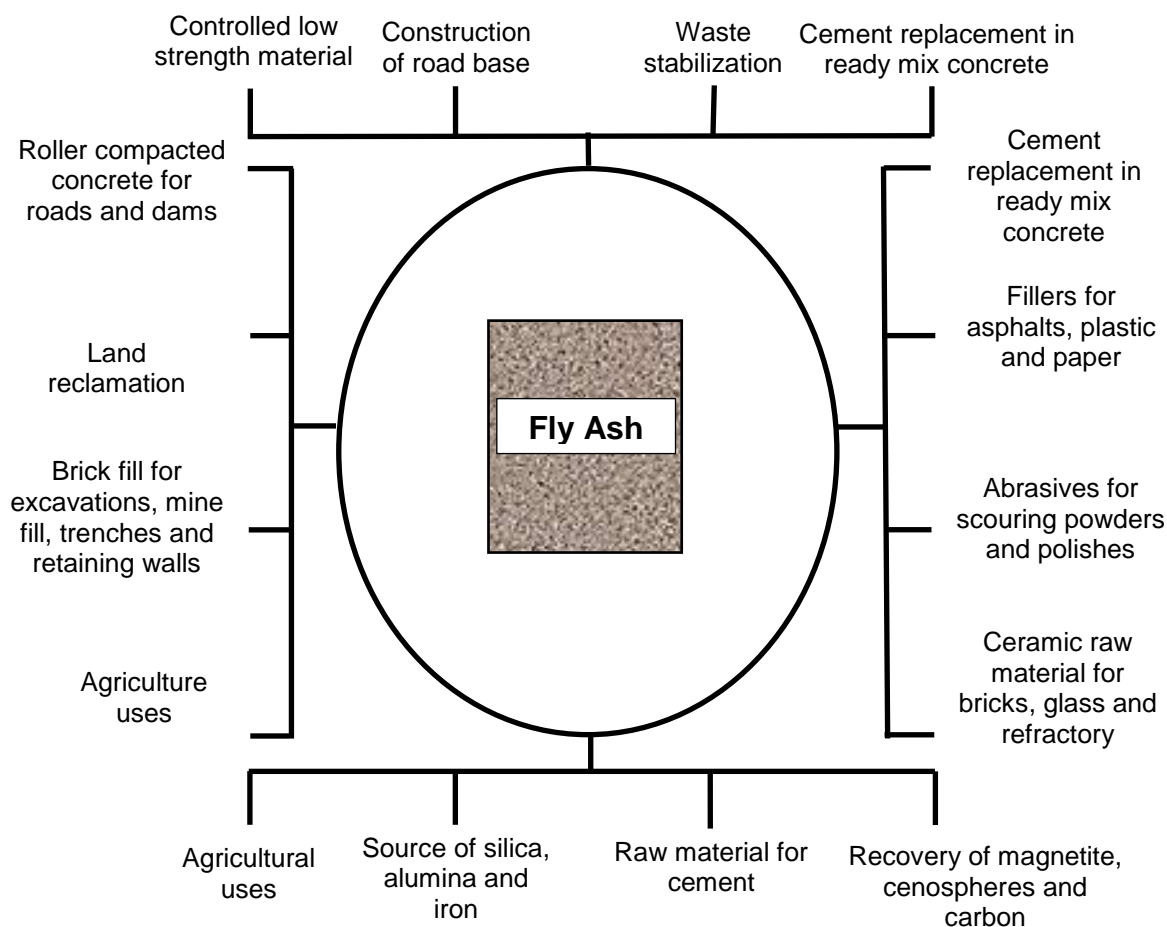 Controlled low
strength material
Construction
of road base
Waste
stabilization
Cement replacement in
ready mix concrete
Roller compacted
concrete for
roads and dams
Land
reclamation
Brick fill for
excavations, mine
fill, trenches and
retaining walls
Agriculture
uses
Fly Ash
Cement
replacement in
ready mix
concrete
Fillers for
asphalts, plastic
and paper
Abrasives for
scouring powders
and polishes
Ceramic raw
material for
bricks, glass and
refractory
Agricultural
uses
Source of silica,
alumina and
iron
Raw material for
cement
Recovery of magnetite,
cenospheres and
carbon